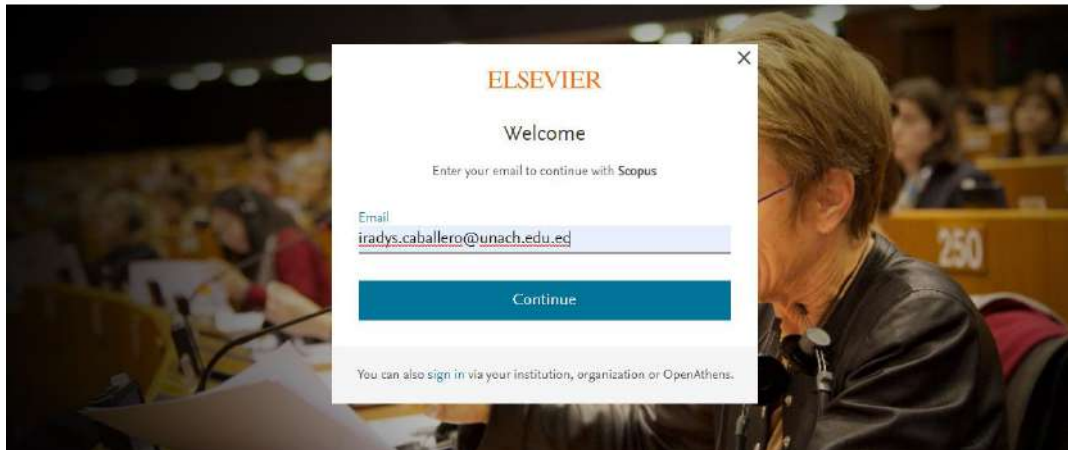 ELSEVIER
Welcome
Enter your email to continue with Scopus
Email
iradys.caballero@unach.edu.ec
Continue
You can also sign in via your institution, organization or OpenAthens.
250